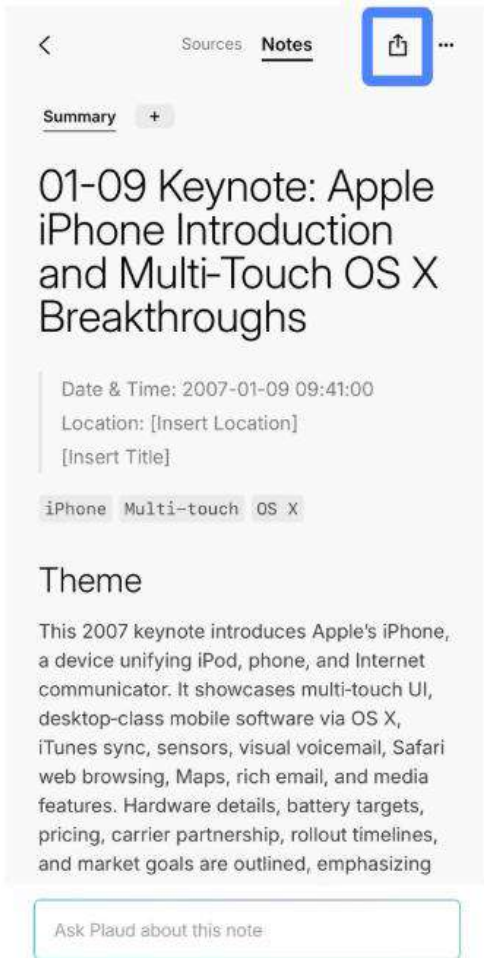 Sources Notes
Summary +
01-09 Keynote: Apple
iPhone Introduction
and Multi-Touch OS X
Breakthroughs
Date & Time: 2007-01-09 09:41:00
Location: [Insert Location]
[Insert Title]
iPhone Multi-touch OS X
Theme
This 2007 keynote introduces Apple's iPhone,
a device unifying iPod, phone, and Internet
communicator. It showcases multi-touch UI,
desktop-class mobile software via OS X,
iTunes sync, sensors, visual voicemail, Safari
web browsing, Maps, rich email, and media
features. Hardware details, battery targets,
pricing, carrier partnership, rollout timelines,
and market goals are outlined, emphasizing
Ask Plaud about this note